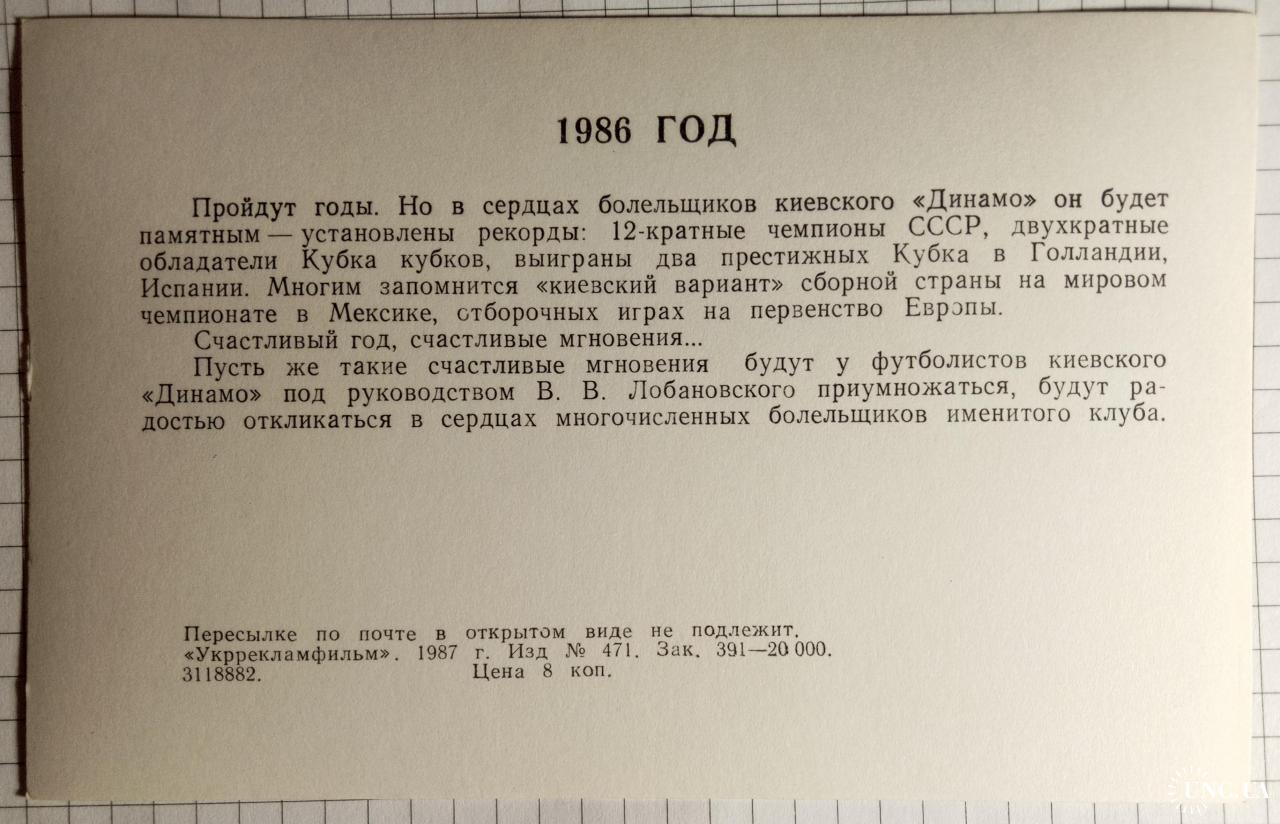 1986 ГОД
Пройдут годы. Но в сердцах болельщиков киевского «Динамо» он будет
памятным — установлены рекорды: 12-кратные чемпионы СССР, двухкратные
обладатели Кубка кубков, выиграны два престижных Кубка в Голландии,
Испании. Многим запомнится «киевский вариант» сборной страны на мировом
чемпионате в Мексике, отборочных играх на первенство Европы.
Счастливый год, счастливые мгновения...
Пусть же такие счастливые мгновения будут у футболистов киевского
«Динамо» под руководством В. В. Лобановского приумножаться, будут ра-
достью откликаться в сердцах многочисленных болельщиков именитого клуба.
Пересылке по почте в открытом виде не подлежит.
«Укррекламфильм». 1987 г. Изд № 471. Зак. 391—20 000.
3118882. Цена 8 коп.
UNC.UA